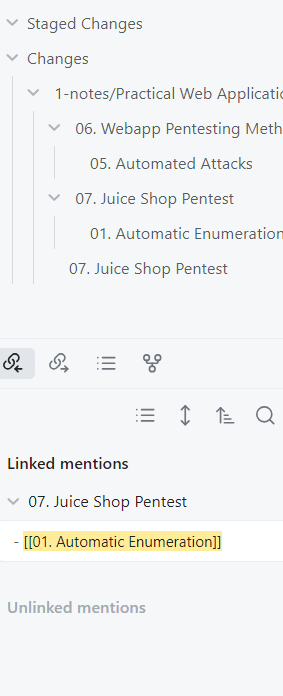 Staged Changes
Changes
1-notes/Practical Web Applicatio
06. Webapp Pentesting Meth
05. Automated Attacks
07. Juice Shop Pentest
01. Automatic Enumeration
07. Juice Shop Pentest
Linked mentions
07. Juice Shop Pentest
- [[01. Automatic Enumeration]]
Unlinked mentions